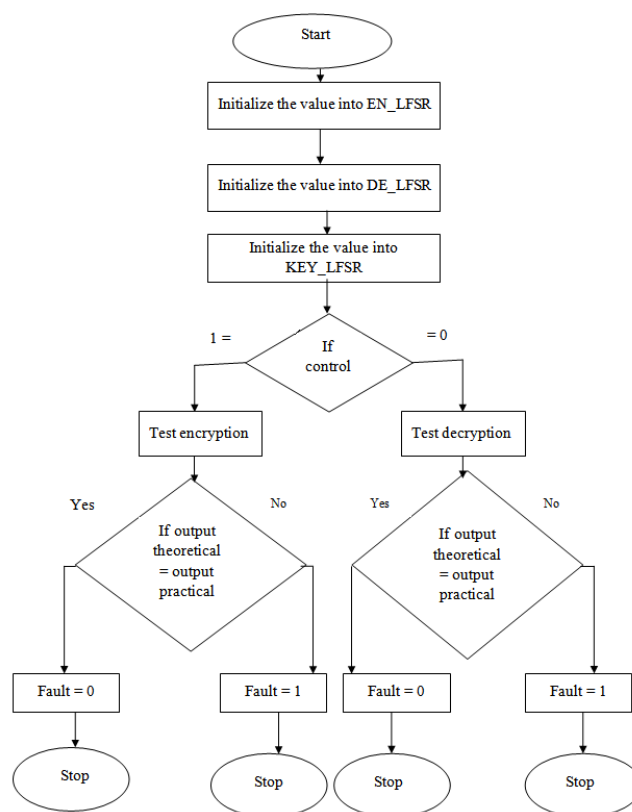 Start
Initialize the value into EN_LFSR
Initialize the value into DE_LFSR
Initialize the value into
KEY_LFSR
1 =
= 0
If
control
Test encryption
Test decryption
Yes
No
Yes
No
If output
theoretical
= output
practical
If output
theoretical
= output
practical
Fault = 0
Fault = 1
Fault = 0
Fault = 1
Stop
Stop
Stop
Stop